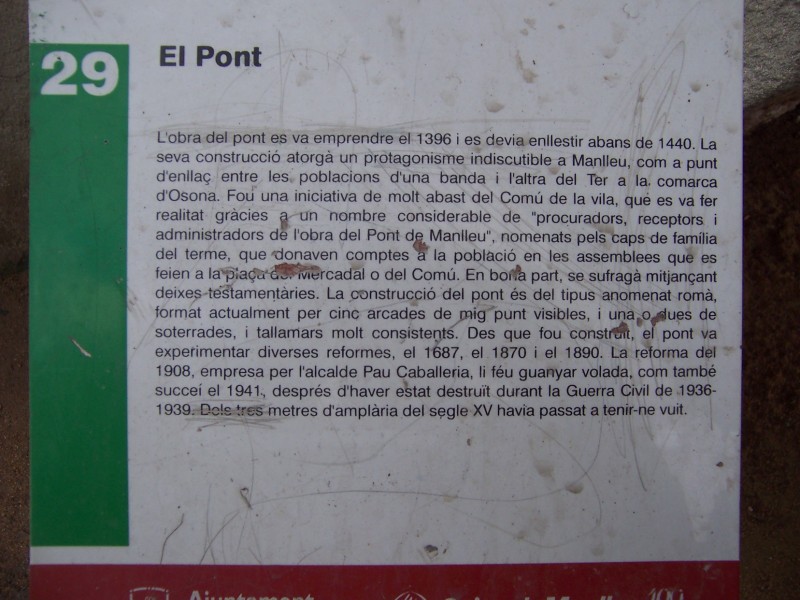 29
El Pont
L'obra del pont es va emprendre el 1396 i es devia enllestir abans de 1440. La
seva construcció atorgà un protagonisme indiscutible a Manlleu, com a punt
d'enllaç entre les poblacions d'una banda i l'altra del Ter a la comarca
d'Osona. Fou una iniciativa de molt abast del Comú de la vila, que es va fer
realitat gràcies a un nombre considerable de "procuradors, receptors i
administradors de l'obra del Pont de Manlleu", nomenats pels caps de família
del terme, que donaven comptes a la població en les assemblees que es
feien a la plaça del Mercadal o del Comú. En bona part, se sufragà mitjançant
deixes testamentàries. La construcció del pont és del tipus anomenat romà,
format actualment per cinc arcades de mig punt visibles, i una o dues de
soterrades, i tallamars molt consistents. Des que fou construït, el pont va
experimentar diverses reformes, el 1687, el 1870 i el 1890. La reforma del
1908, empresa per l'alcalde Pau Caballeria, li féu guanyar volada, com també
succeí el 1941, després d'haver estat destruït durant la Guerra Civil de 1936-
1939. Dels tres metres d'amplària del segle XV havia passat a tenir-ne vuit.
Ajuntament